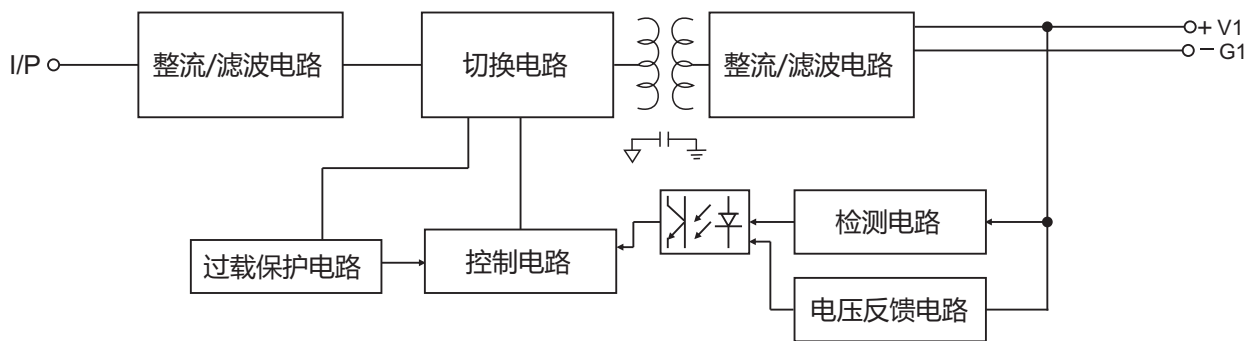 I/P
整流/滤波电路
切换电路
整流/滤波电路
+ V1
- G1
检测电路
过载保护电路
控制电路
电压反馈电路